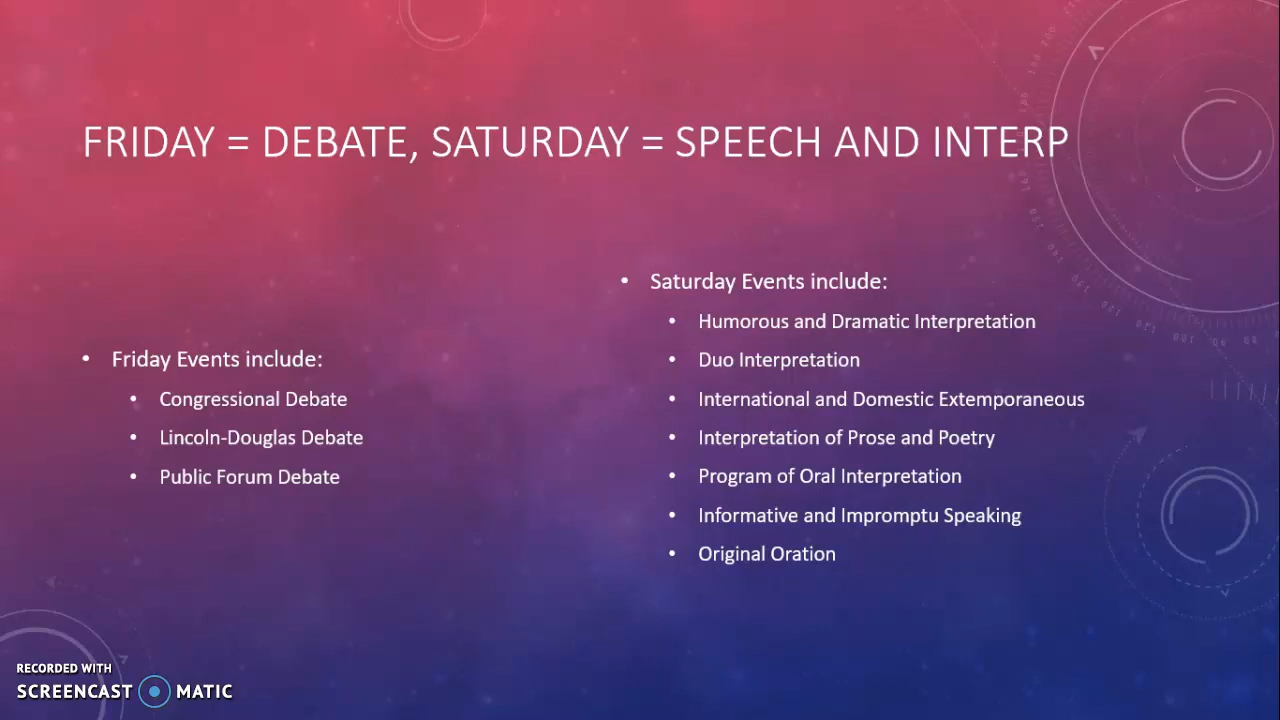 FRIDAY = DEBATE, SATURDAY = SPEECH AND INTERP
• Friday Events include:
• Congressional Debate
• Lincoln-Douglas Debate
• Public Forum Debate
• Saturday Events include:
• Humorous and Dramatic Interpretation
• Duo Interpretation
• International and Domestic Extemporaneous
• Interpretation of Prose and Poetry
• Program of Oral Interpretation
• Informative and Impromptu Speaking
• Original Oration
RECORDED WITH
SCREENCAST MATIC